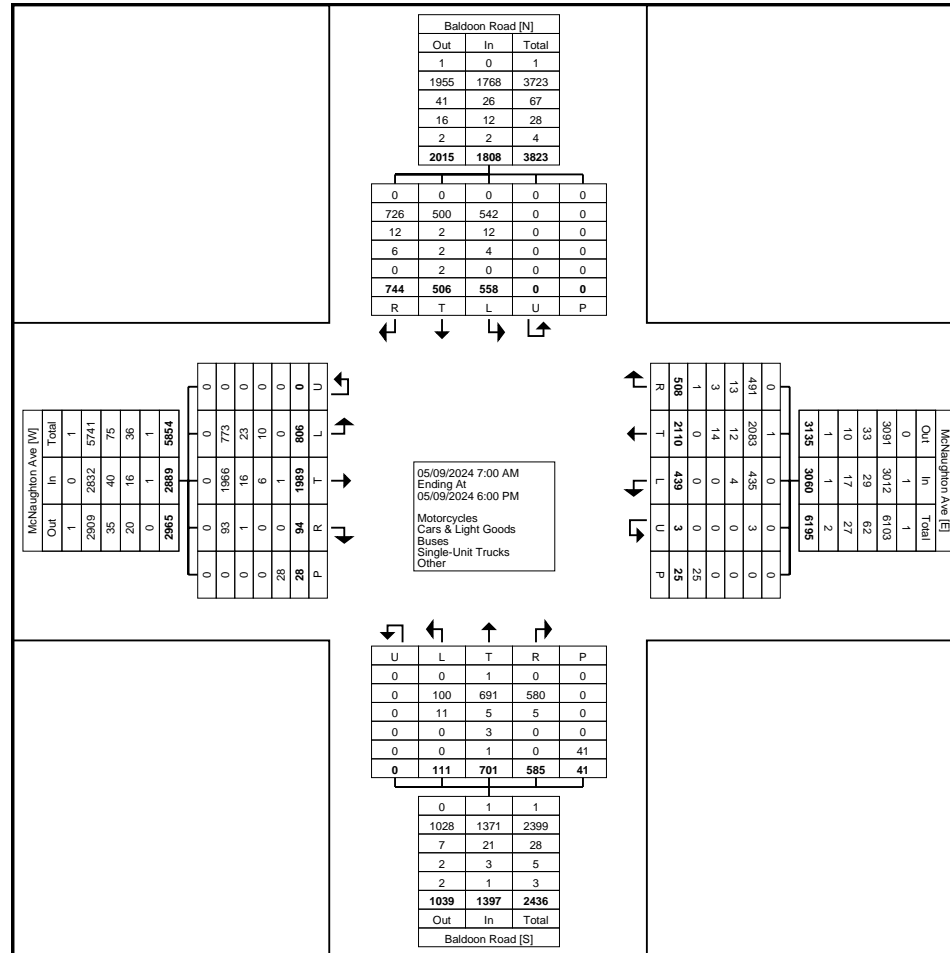 Baldoon Road [N]
Out In Total
1 0 1
1955 1768 3723
41 26 67
16 12 28
2 2 4
2015 1808 3823
0 0 0 0 0
726 500 542 0 0
12 2 12 0 0
6 2 4 0 0
0 2 0 0 0
744 506 558 0 0
R T L U P
McNaughton Ave [W]
Out In Total
1 0 1
2909 2832 5741
35 40 75
20 16 36
0 1 1
2965 2889 5854
0 0 0 0 0
0 93 1966 773 0
0 1 16 23 0
0 0 6 10 0
28 0 1 0 0
28 94 1989 806 0
P R T L U
05/09/2024 7:00 AM
Ending At
05/09/2024 6:00 PM
Motorcycles
Cars & Light Goods
Buses
Single-Unit Trucks
Other
McNaughton Ave [E]
Out In Total
0 1 1
3091 3012 6103
33 29 62
10 17 27
1 1 2
3135 3060 6195
0 1 0 0 0
491 2083 435 3 0
13 12 4 0 0
3 14 0 0 0
1 0 0 0 25
508 2110 439 3 25
R T L U P
U L T R P
0 0 1 0 0
0 100 691 580 0
0 11 5 5 0
0 0 3 0 0
0 0 1 0 41
0 111 701 585 41
0 1 1
1028 1371 2399
7 21 28
2 3 5
2 1 3
1039 1397 2436
Out In Total
Baldoon Road [S]